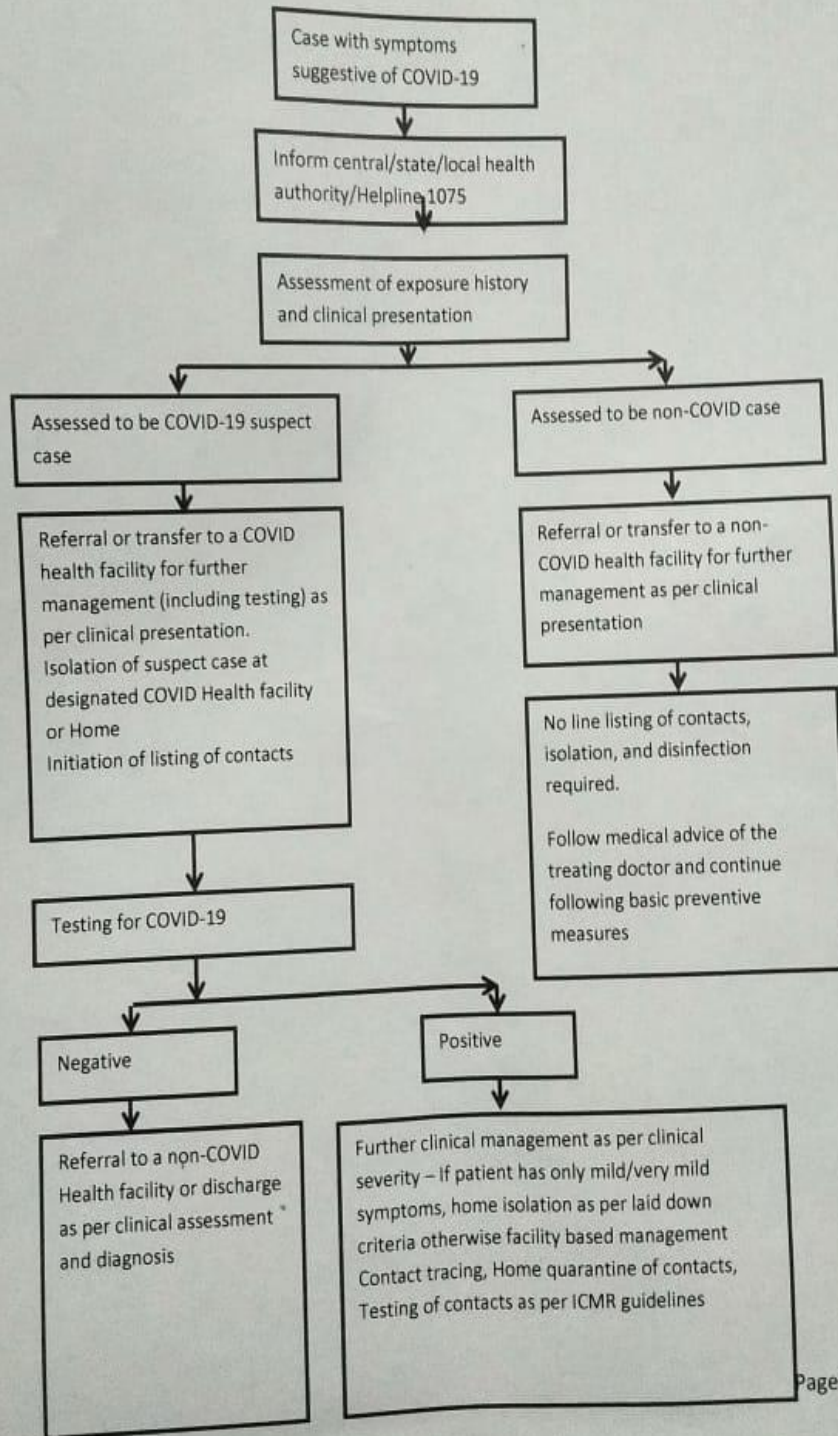 Case with symptoms
suggestive of COVID-19
Inform central/state/local health
authority/Helpline 1075
Assessment of exposure history
and clinical presentation
Assessed to be COVID-19 suspect
case
Referral or transfer to a COVID
health facility for further
management (including testing) as
per clinical presentation.
Isolation of suspect case at
designated COVID Health facility
or Home
Initiation of listing of contacts
Assessed to be non-COVID case
Referral or transfer to a non-
COVID health facility for further
management as per clinical
presentation
No line listing of contacts,
isolation, and disinfection
required.
Follow medical advice of the
treating doctor and continue
following basic preventive
measures
Testing for COVID-19
Negative
Referral to a non-COVID
Health facility or discharge
as per clinical assessment
and diagnosis
Positive
Further clinical management as per clinical
severity – If patient has only mild/very mild
symptoms, home isolation as per laid down
criteria otherwise facility based management
Contact tracing, Home quarantine of contacts,
Testing of contacts as per ICMR guidelines
Page